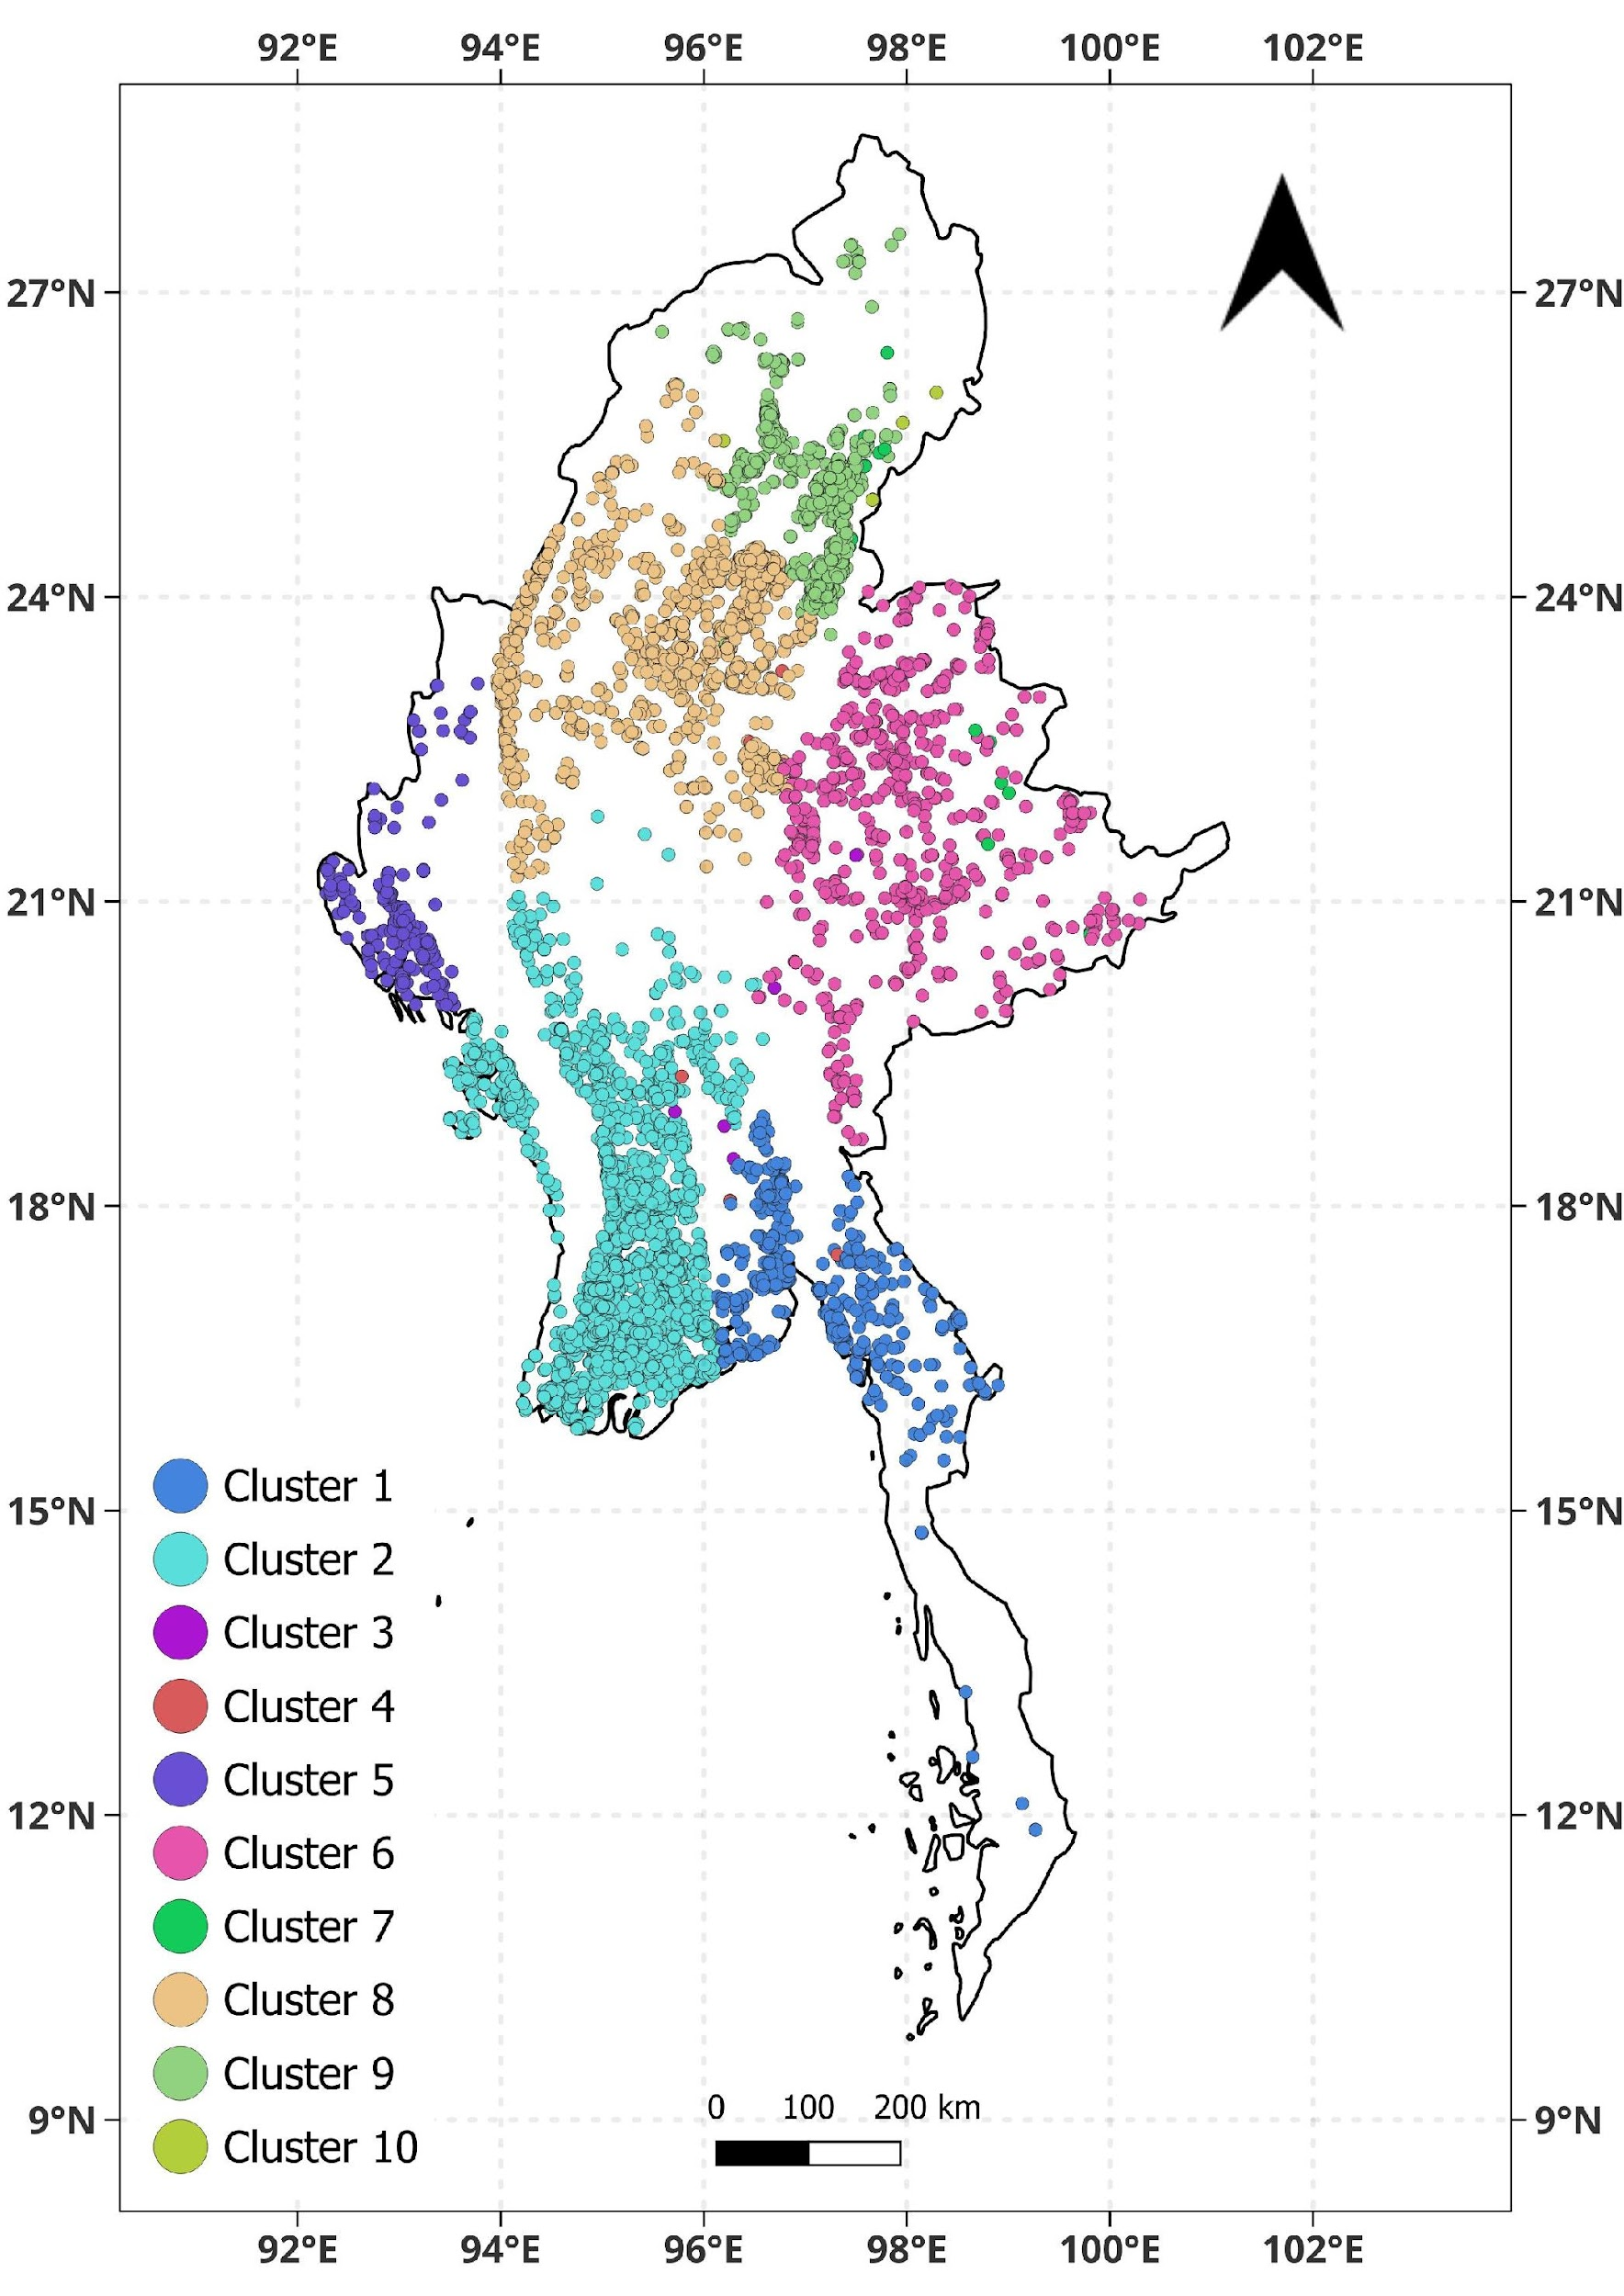 92°E 94°E 96°E 98°E 100°E 102°E
27°N 27°N
24°N 24°N
21°N 21°N
18°N 18°N
Cluster 1
15°N 15°N
Cluster 2
Cluster 3
Cluster 4
Cluster 5
12°N 12°N
Cluster 6
Cluster 7
Cluster 8
Cluster 9
0 100 200 km
9°N 9°N
Cluster 10
92°E 94°E 96°E 98°E 100°E 102°E